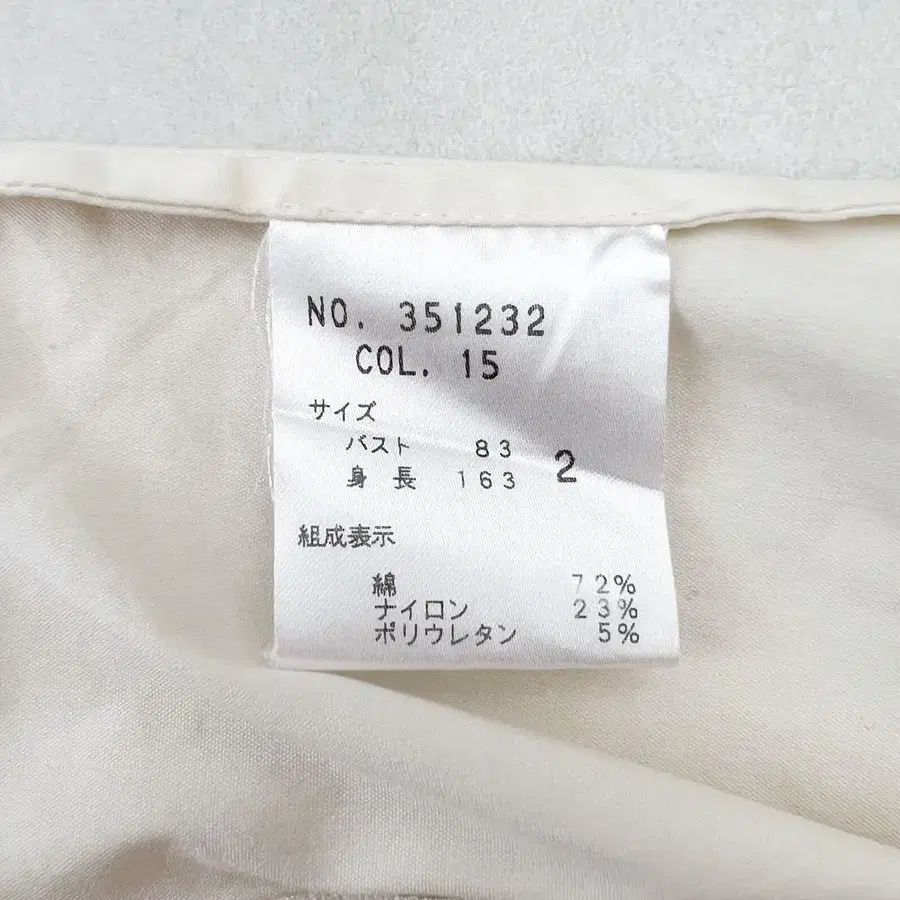 NO. 351232
COL. 15
サイズ
バスト 83
身長 163 2
組成表示
綿 72%
ナイロン 23%
ポリウレタン 5%